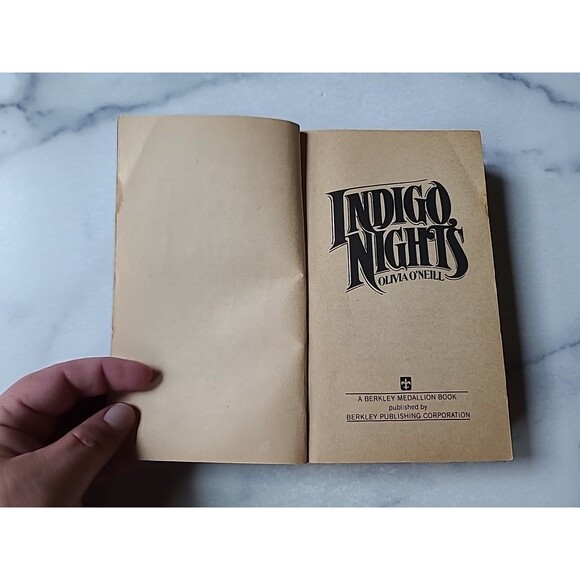 INDIGO
NIGHTS
OLIVIA O'NEILL
A BERKLEY MEDALLION BOOK
published by
BERKLEY PUBLISHING CORPORATION